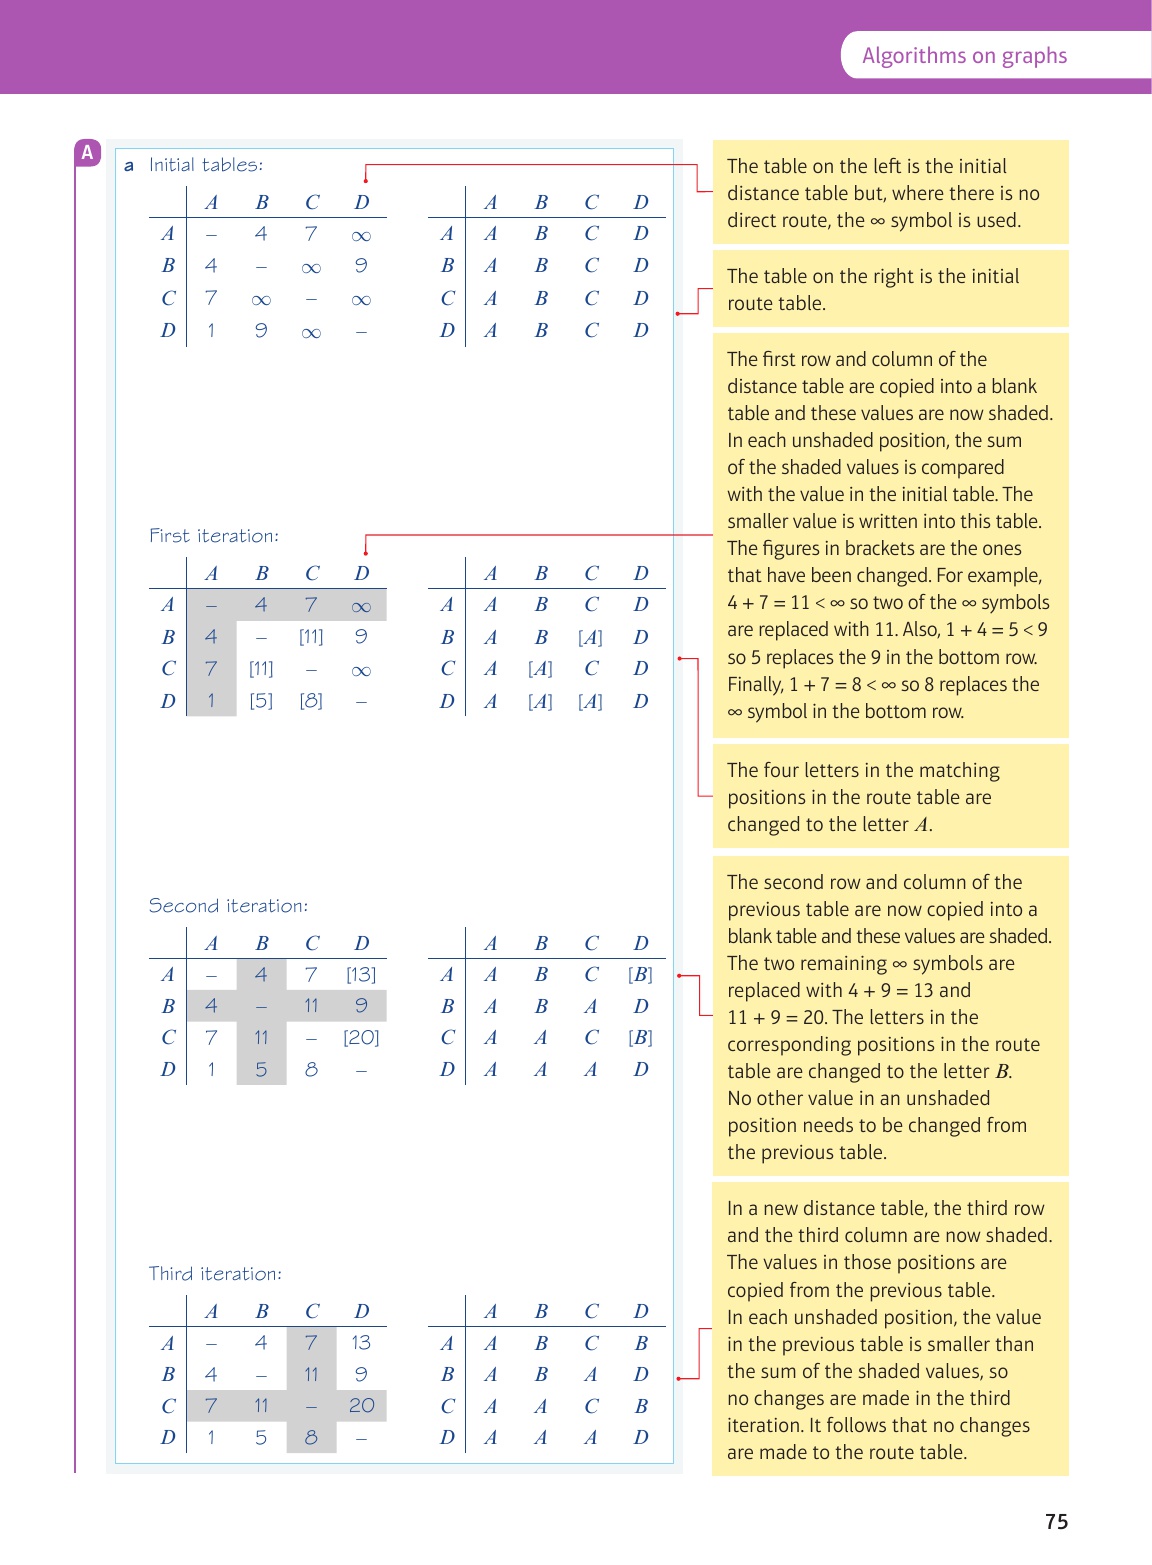 Algorithms on graphs
A
a Initial tables:
A B C D
A – 4 7 ∞
B 4 – ∞ 9
C 7 ∞ – ∞
D 1 9 ∞ –
A B C D
A A B C D
B A B C D
C A B C D
D A B C D
The table on the left is the initial
distance table but, where there is no
direct route, the ∞ symbol is used.
The table on the right is the initial
route table.
First iteration:
A B C D
A – 4 7 ∞
B 4 – [11] 9
C 7 [11] – ∞
D 1 [5] [8] –
A B C D
A A B C D
B A B [A] D
C A [A] C D
D A [A] [A] D
The first row and column of the
distance table are copied into a blank
table and these values are now shaded.
In each unshaded position, the sum
of the shaded values is compared
with the value in the initial table. The
smaller value is written into this table.
The figures in brackets are the ones
that have been changed. For example,
4 + 7 = 11 < ∞ so two of the ∞ symbols
are replaced with 11. Also, 1 + 4 = 5 < 9
so 5 replaces the 9 in the bottom row.
Finally, 1 + 7 = 8 < ∞ so 8 replaces the
∞ symbol in the bottom row.
The four letters in the matching
positions in the route table are
changed to the letter A.
Second iteration:
A B C D
A – 4 7 [13]
B 4 – 11 9
C 7 11 – [20]
D 1 5 8 –
A B C D
A A B C [B]
B A B A D
C A A C [B]
D A A A D
The second row and column of the
previous table are now copied into a
blank table and these values are shaded.
The two remaining ∞ symbols are
replaced with 4 + 9 = 13 and
11 + 9 = 20. The letters in the
corresponding positions in the route
table are changed to the letter B.
No other value in an unshaded
position needs to be changed from
the previous table.
Third iteration:
A B C D
A – 4 7 13
B 4 – 11 9
C 7 11 – 20
D 1 5 8 –
A B C D
A A B C B
B A B A D
C A A C B
D A A A D
In a new distance table, the third row
and the third column are now shaded.
The values in those positions are
copied from the previous table.
In each unshaded position, the value
in the previous table is smaller than
the sum of the shaded values, so
no changes are made in the third
iteration. It follows that no changes
are made to the route table.
75